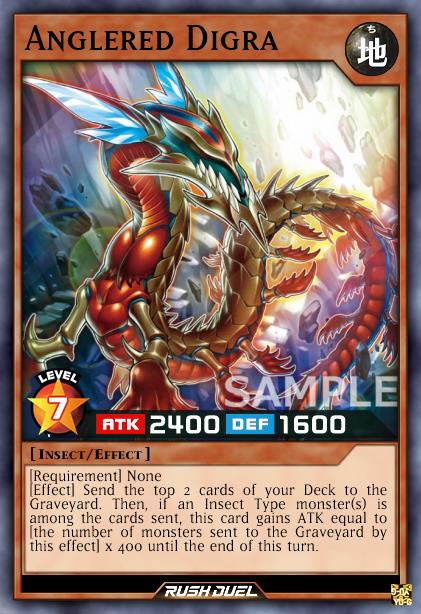 Anglered Digra
ち
地
SAMPLE
LEVEL
7
ATK 2400 DEF 1600
[Insect/Effect]
[Requirement] None
[Effect] Send the top 2 cards of your Deck to the
Graveyard. Then, if an Insect Type monster(s) is
among the cards sent, this card gains ATK equal to
[the number of monsters sent to the Graveyard by
this effect] x 400 until the end of this turn.
RUSH DUEL